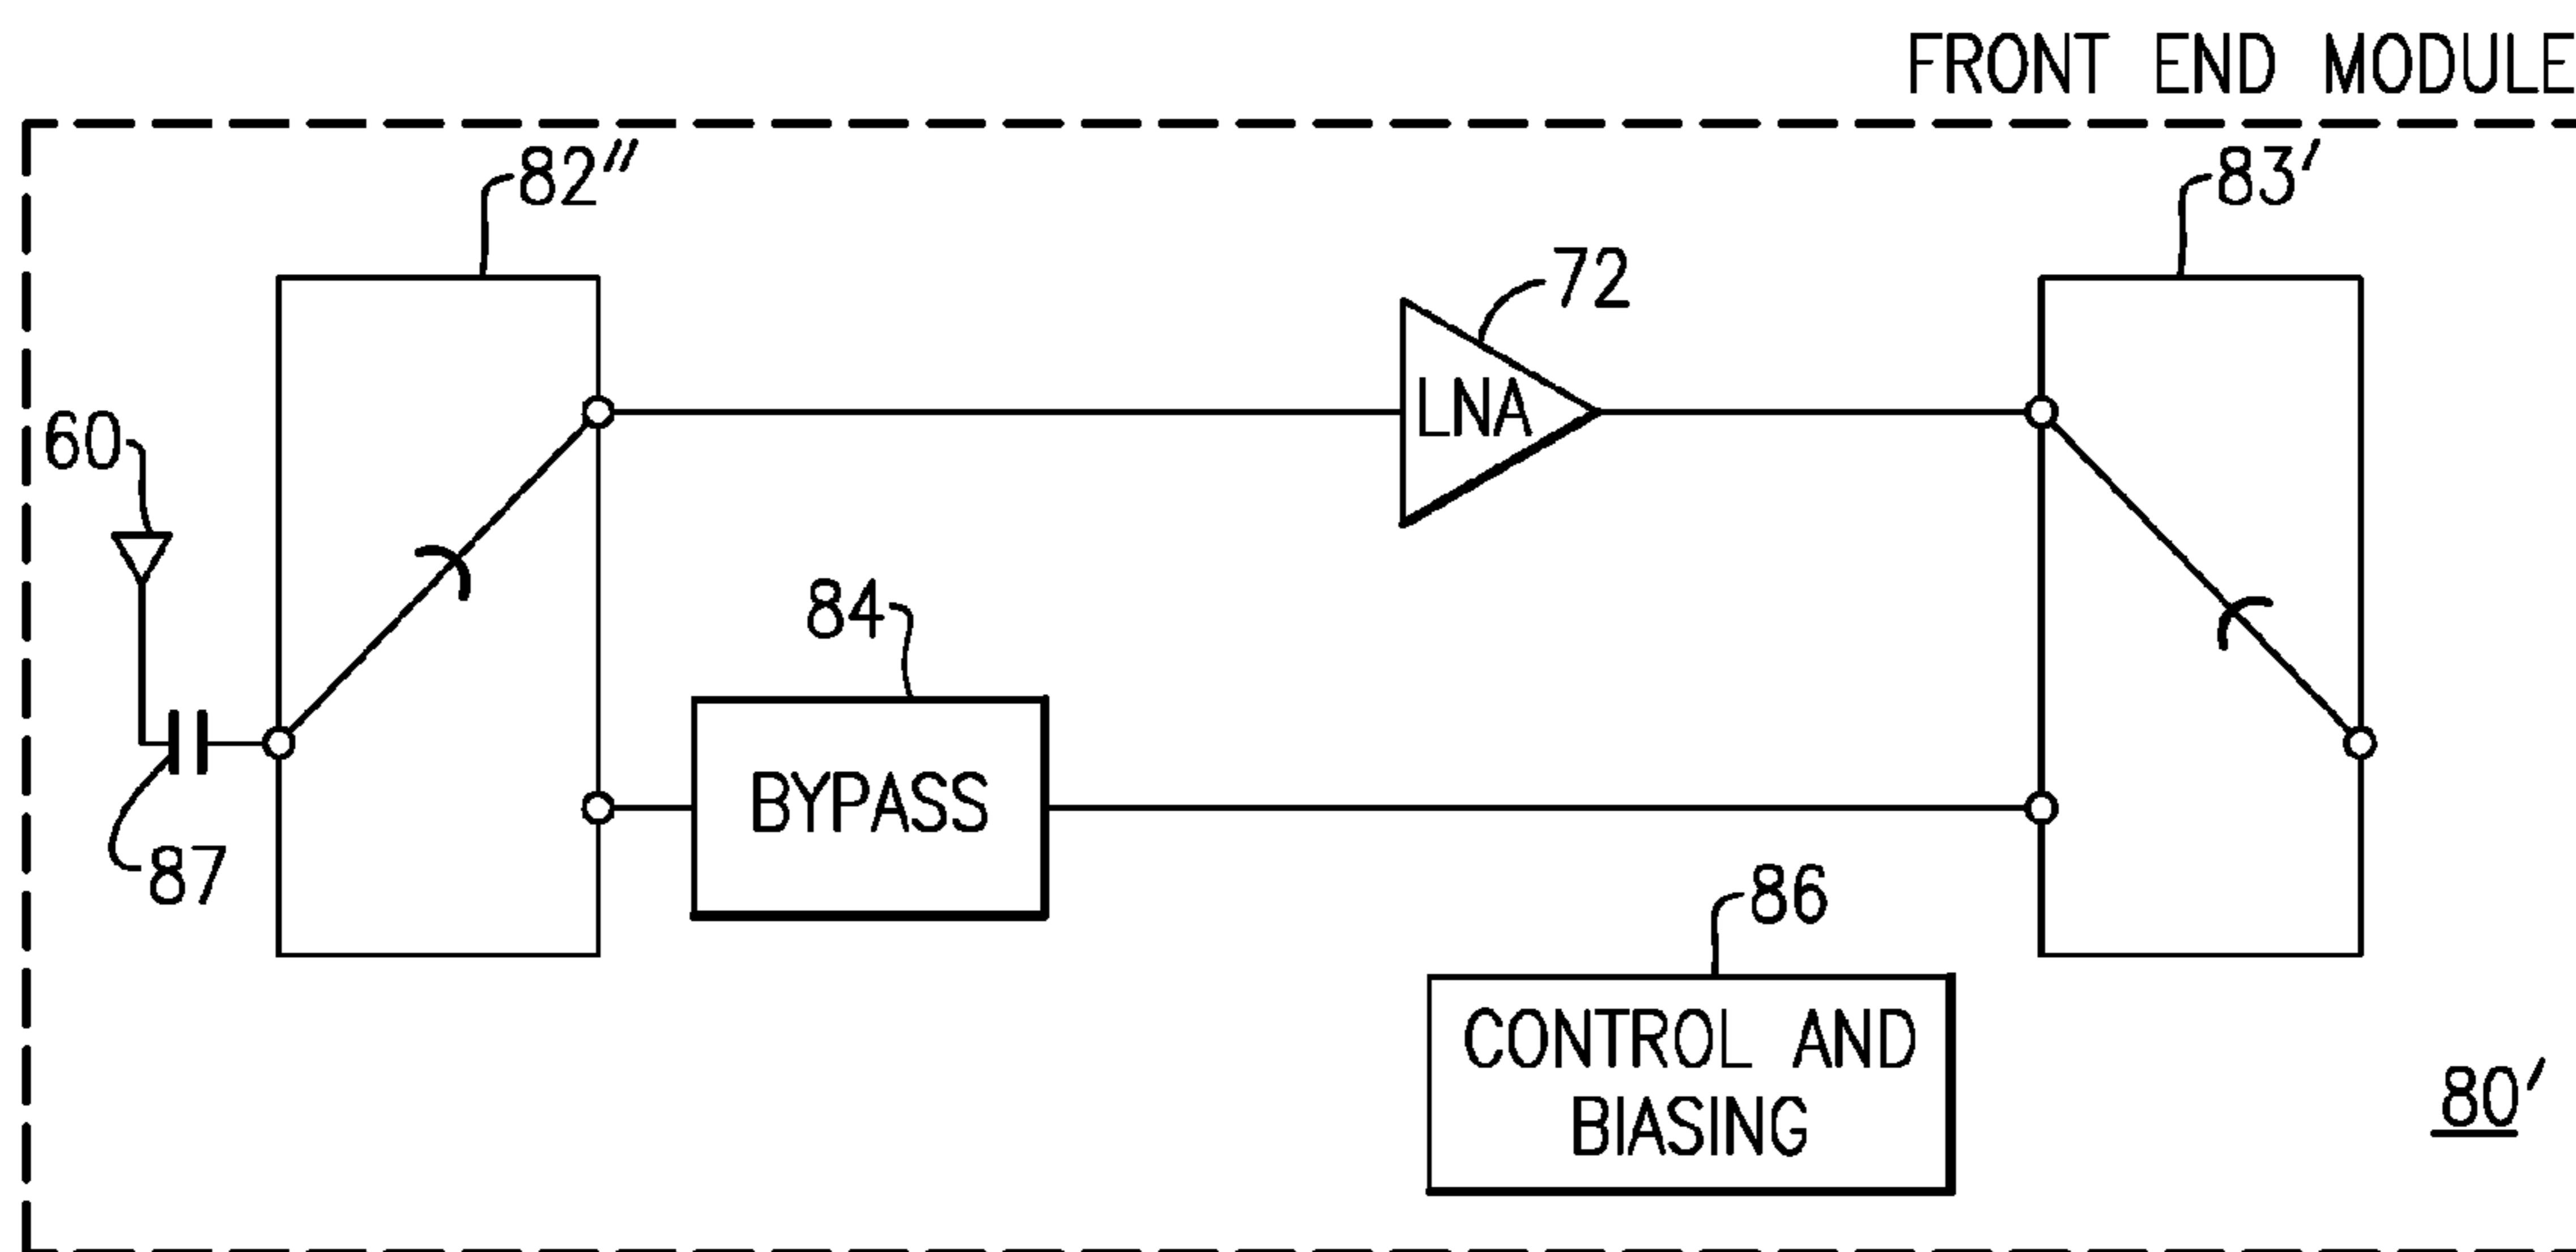 FRONT END MODULE
82″
83′
72
LNA
60
84
BYPASS
87
86
CONTROL AND
BIASING
80′